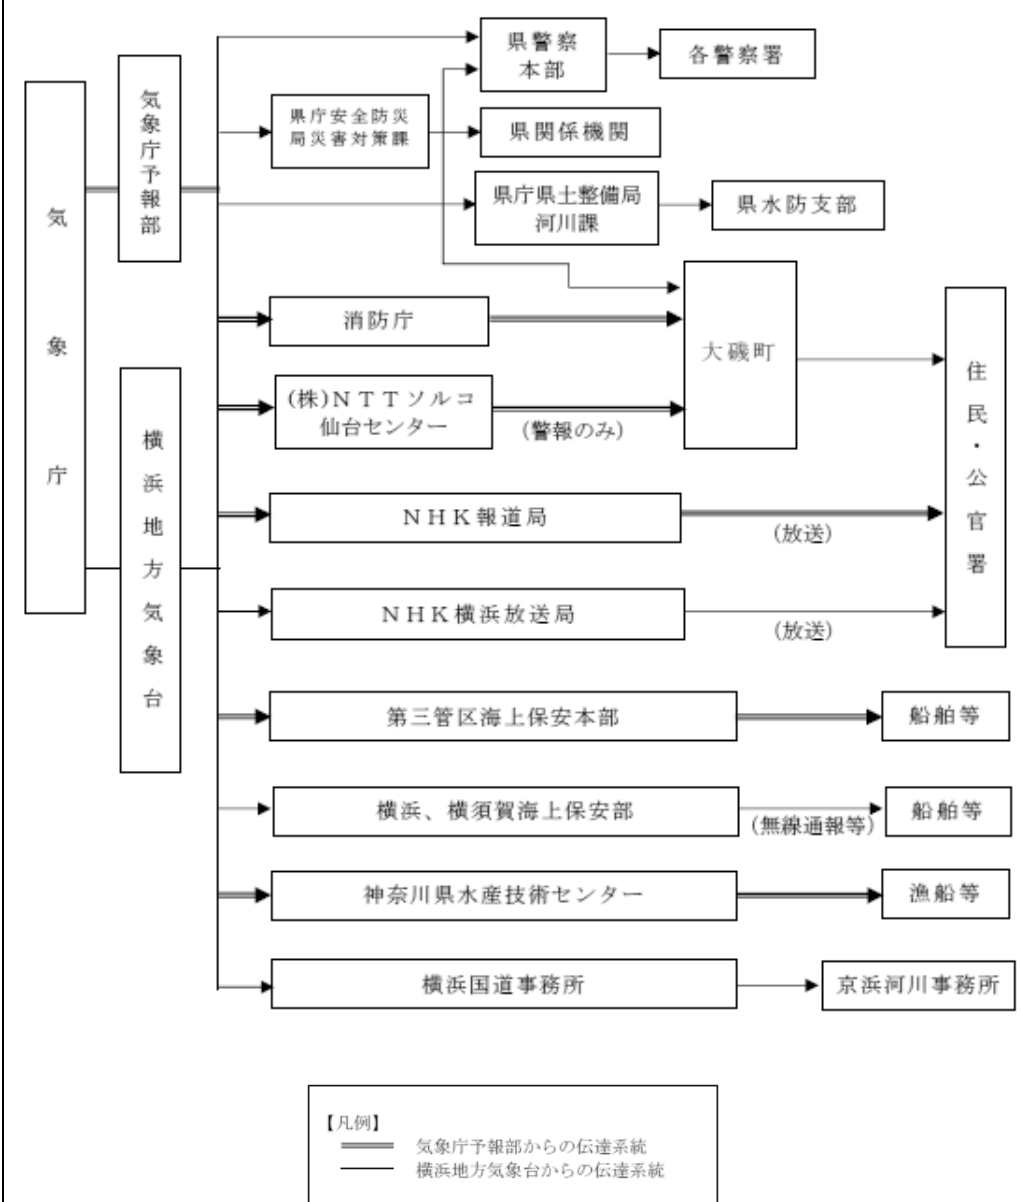 気象庁
気象庁予報部
横浜地方気象台
県警察
本部
各警察署
県庁安全防災
局災害対策課
県関係機関
県庁県土整備局
河川課
県水防支部
消防庁
大磯町
住民・公官署
(株)ＮＴＴソルコ
仙台センター
(警報のみ)
ＮＨＫ報道局
(放送)
ＮＨＫ横浜放送局
(放送)
第三管区海上保安本部
船舶等
横浜、横須賀海上保安部
(無線通報等)
船舶等
神奈川県水産技術センター
漁船等
横浜国道事務所
京浜河川事務所
【凡例】
気象庁予報部からの伝達系統
横浜地方気象台からの伝達系統